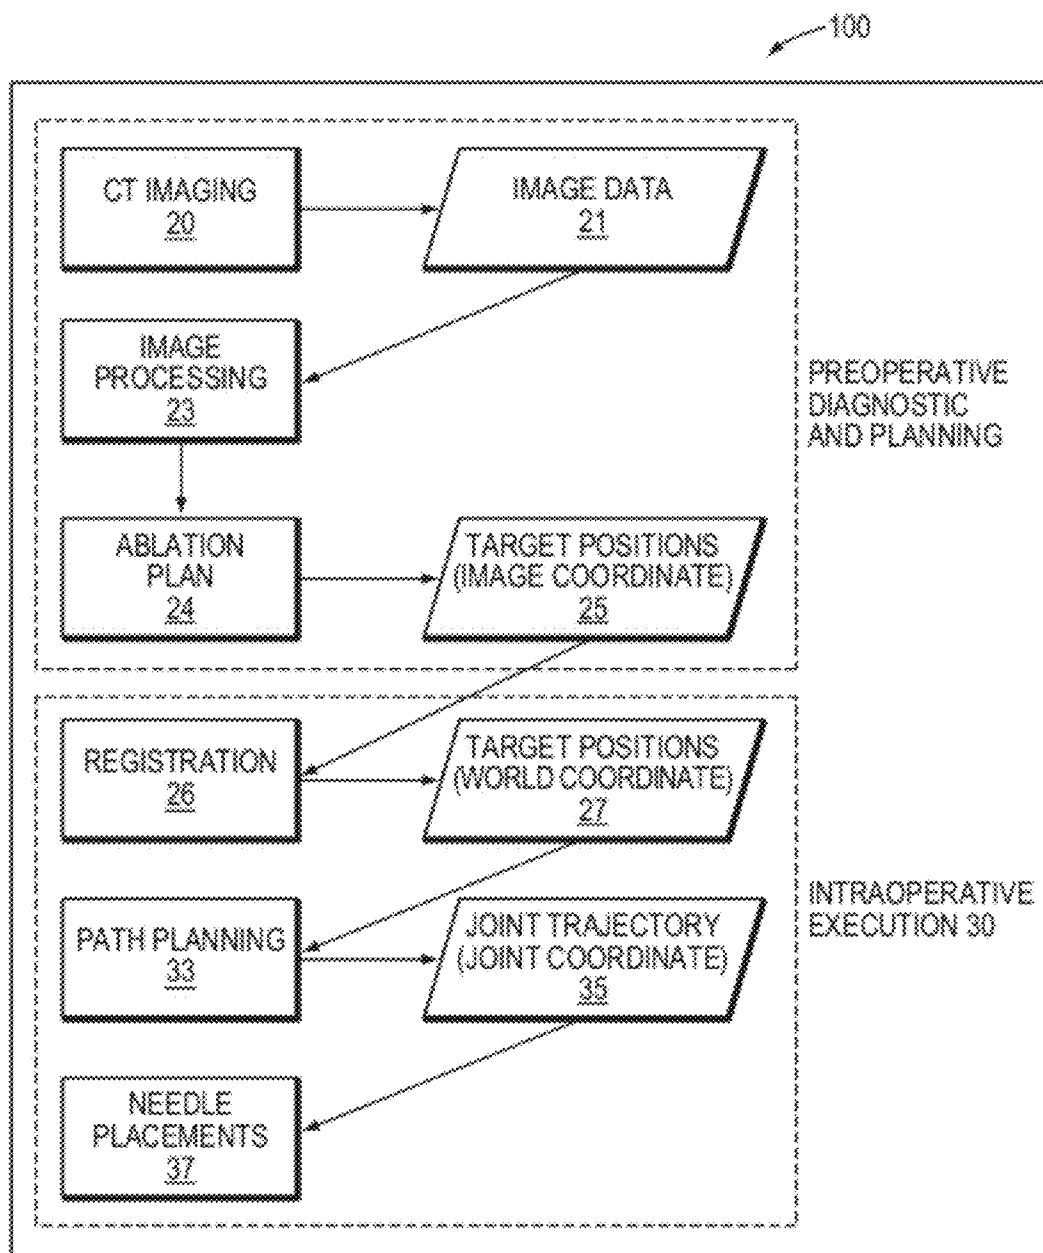 100
CT IMAGING
20
IMAGE DATA
21
IMAGE
PROCESSING
23
PREOPERATIVE
DIAGNOSTIC
AND PLANNING
ABLATION
PLAN
24
TARGET POSITIONS
(IMAGE COORDINATE)
25
REGISTRATION
26
TARGET POSITIONS
(WORLD COORDINATE)
27
PATH PLANNING
33
JOINT TRAJECTORY
(JOINT COORDINATE)
35
INTRAOPERATIVE
EXECUTION 30
NEEDLE
PLACEMENTS
37